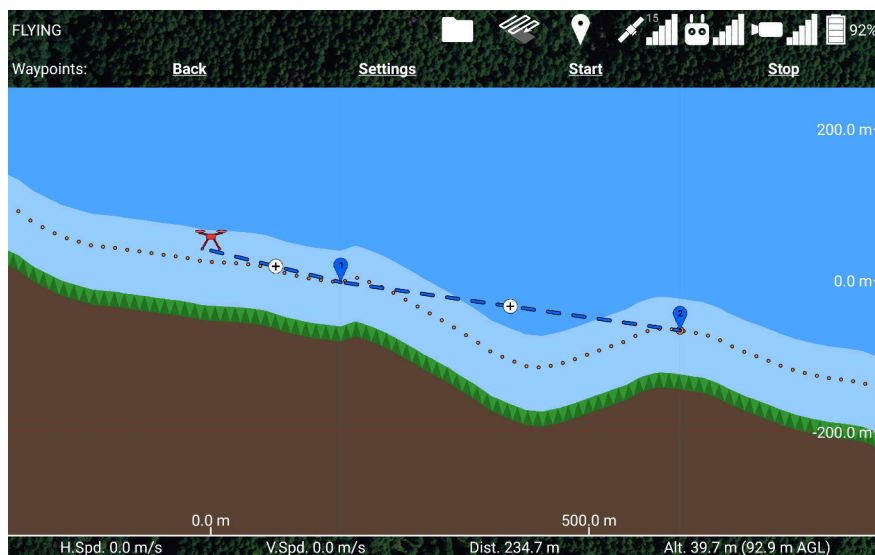 FLYING 15 92%
Waypoints: Back Settings Start Stop
200.0 m
1
0.0 m
2
-200.0 m
0.0 m 500.0 m
H.Spd. 0.0 m/s V.Spd. 0.0 m/s Dist. 234.7 m Alt. 39.7 m (92.9 m AGL)